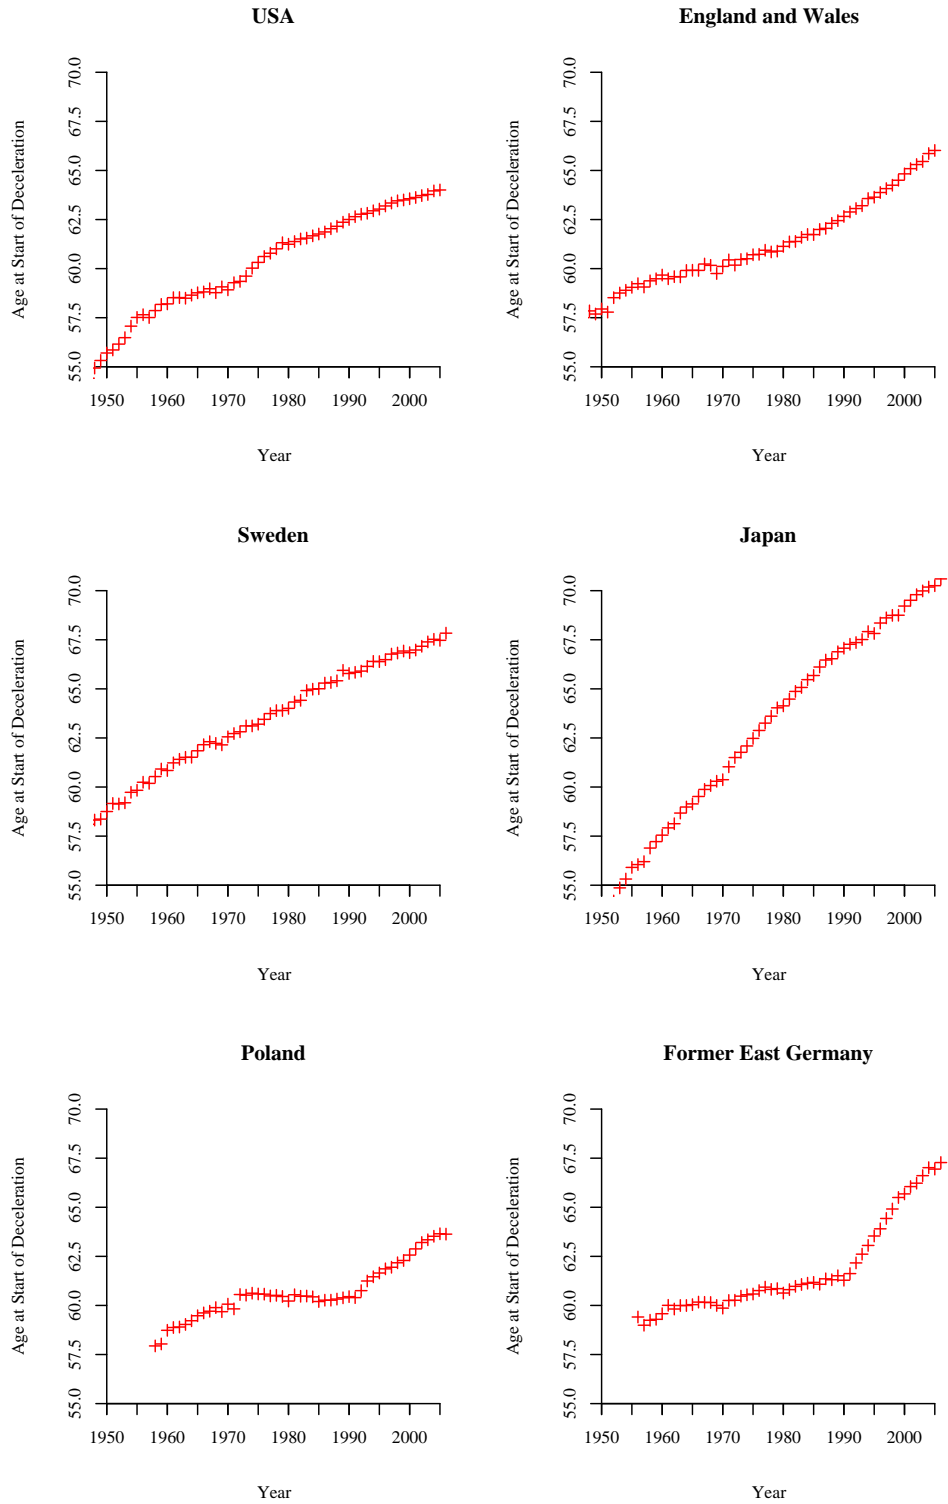 USA
Age at Start of Deceleration
55.0 57.5 60.0 62.5 65.0 67.5 70.0
1950 1960 1970 1980 1990 2000
Year
England and Wales
Age at Start of Deceleration
55.0 57.5 60.0 62.5 65.0 67.5 70.0
1950 1960 1970 1980 1990 2000
Year
Sweden
Age at Start of Deceleration
55.0 57.5 60.0 62.5 65.0 67.5 70.0
1950 1960 1970 1980 1990 2000
Year
Japan
Age at Start of Deceleration
55.0 57.5 60.0 62.5 65.0 67.5 70.0
1950 1960 1970 1980 1990 2000
Year
Poland
Age at Start of Deceleration
55.0 57.5 60.0 62.5 65.0 67.5 70.0
1950 1960 1970 1980 1990 2000
Year
Former East Germany
Age at Start of Deceleration
55.0 57.5 60.0 62.5 65.0 67.5 70.0
1950 1960 1970 1980 1990 2000
Year